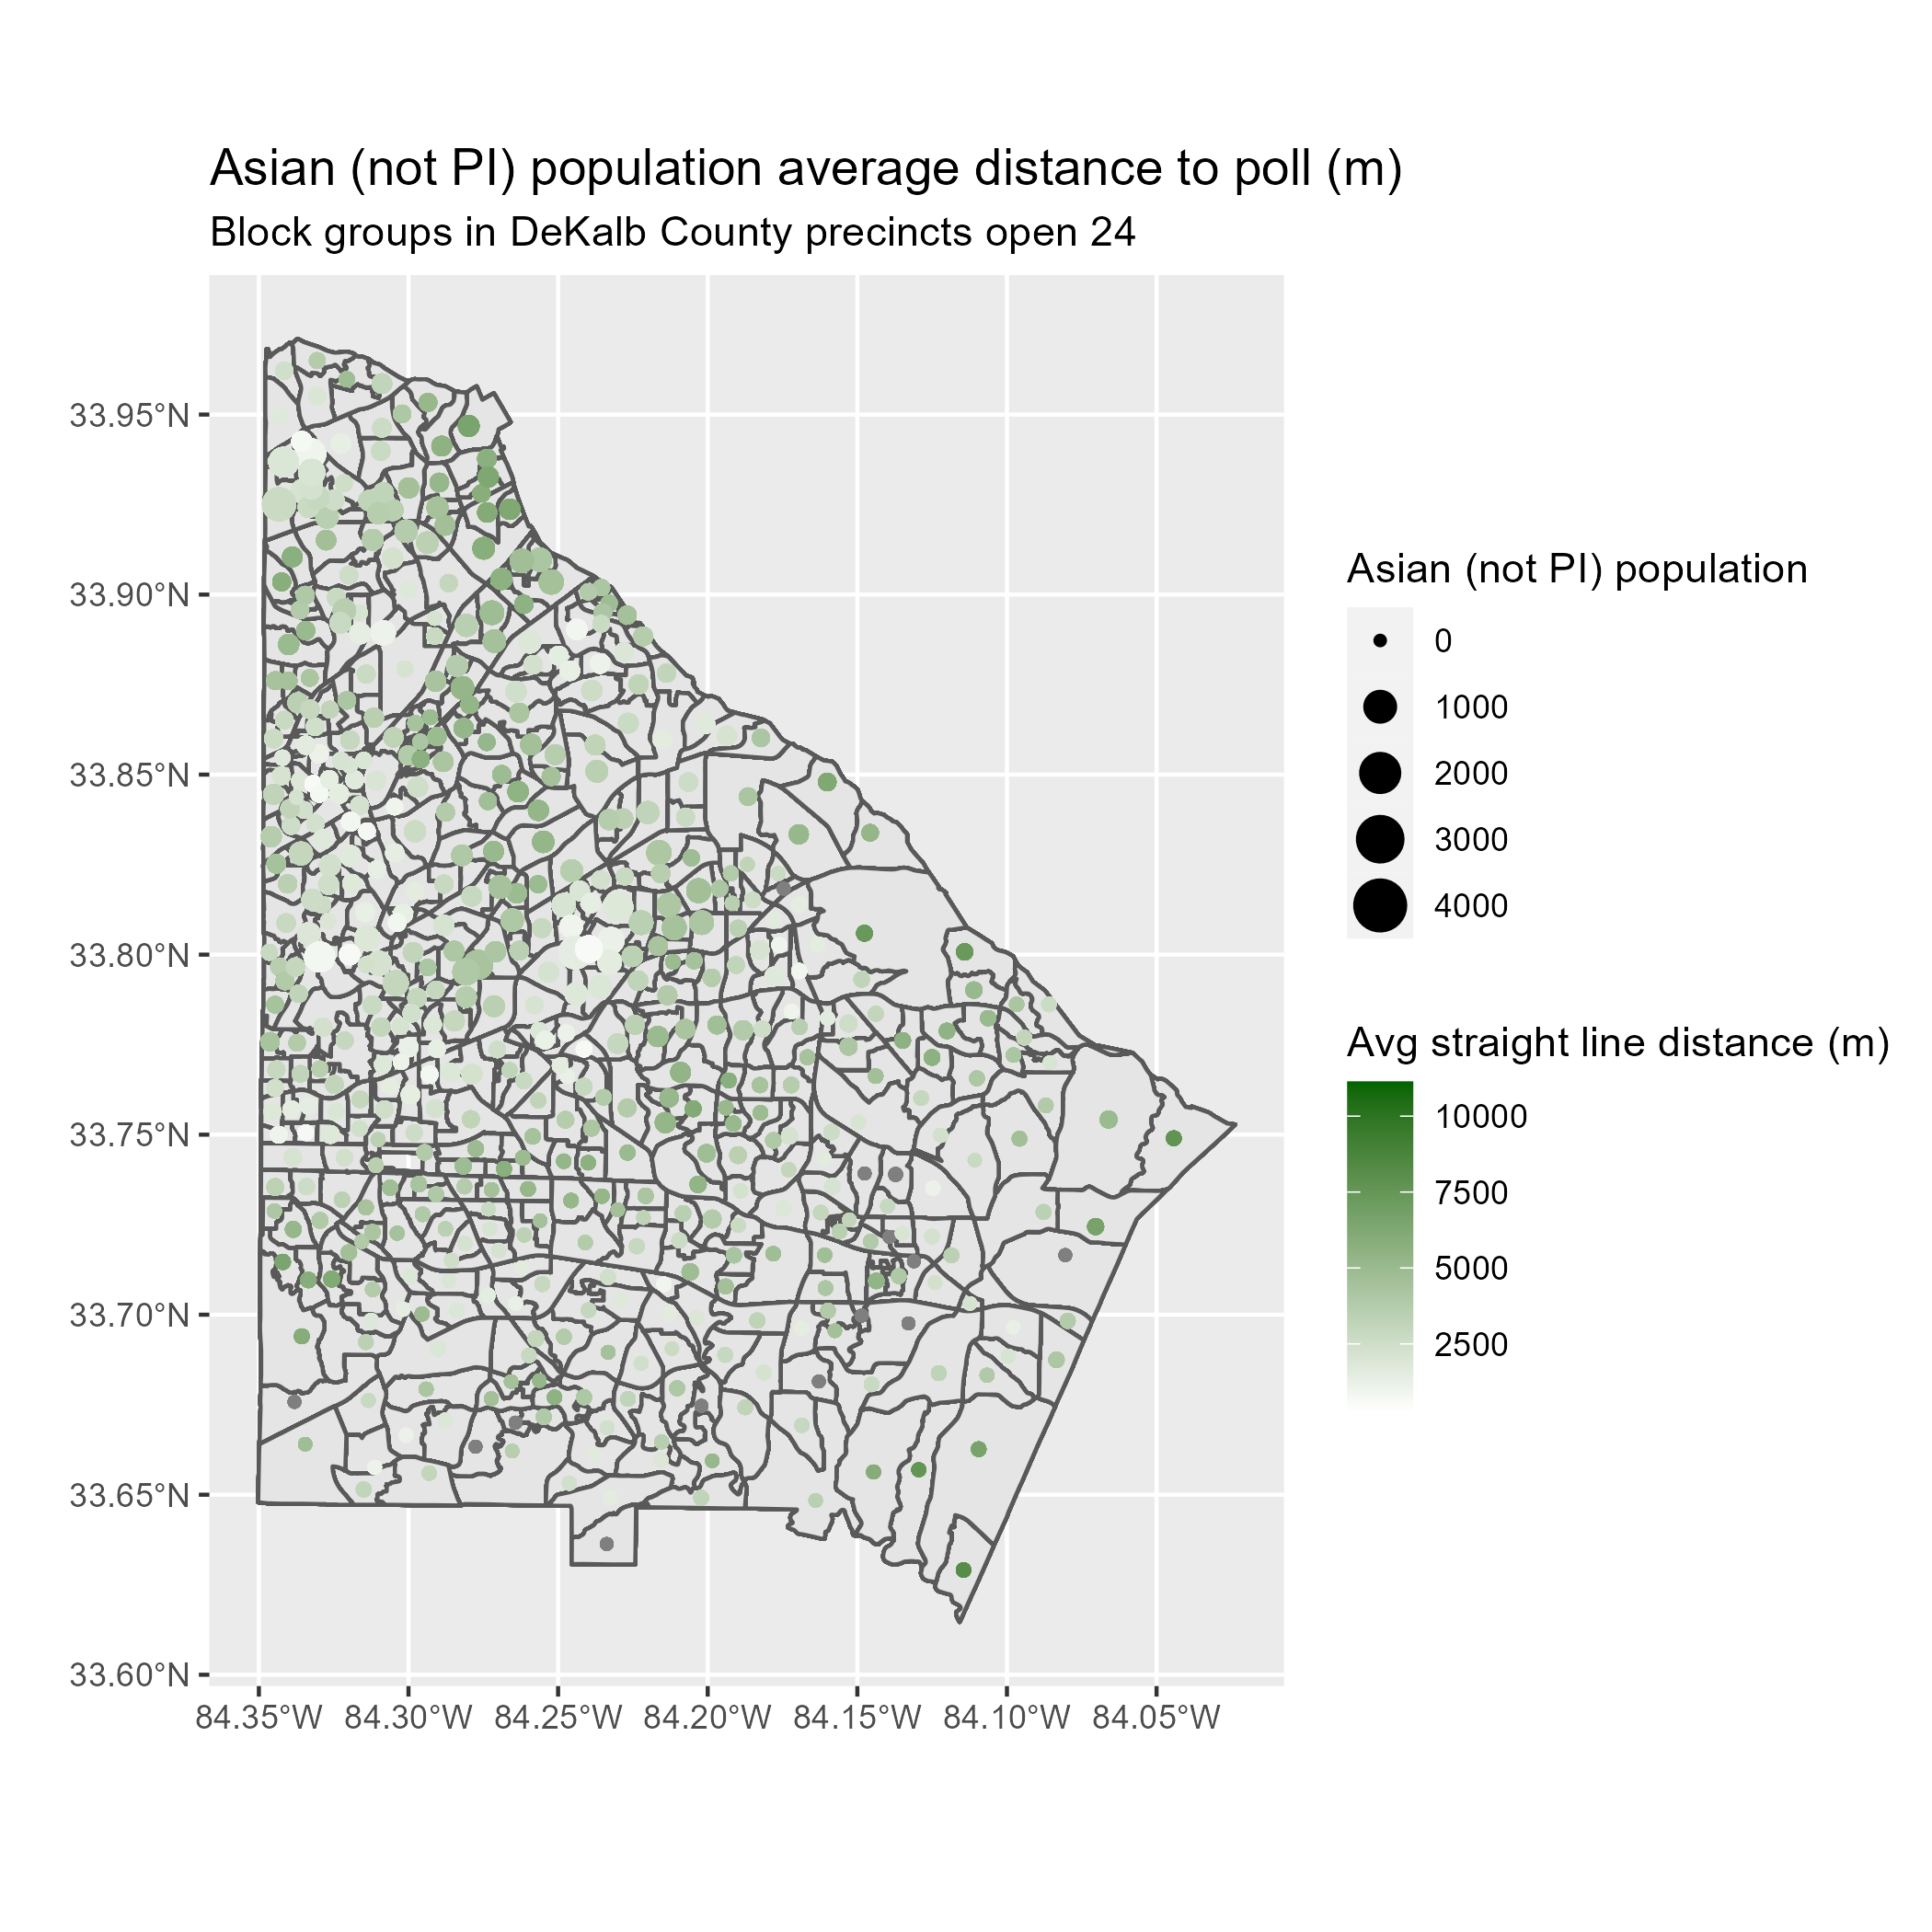 Asian (not PI) population average distance to poll (m)
Block groups in DeKalb County precincts open 24
33.95°N
33.90°N
33.85°N
33.80°N
33.75°N
33.70°N
33.65°N
33.60°N
84.35°W 84.30°W 84.25°W 84.20°W 84.15°W 84.10°W 84.05°W
Asian (not PI) population
0
1000
2000
3000
4000
Avg straight line distance (m)
10000
7500
5000
2500